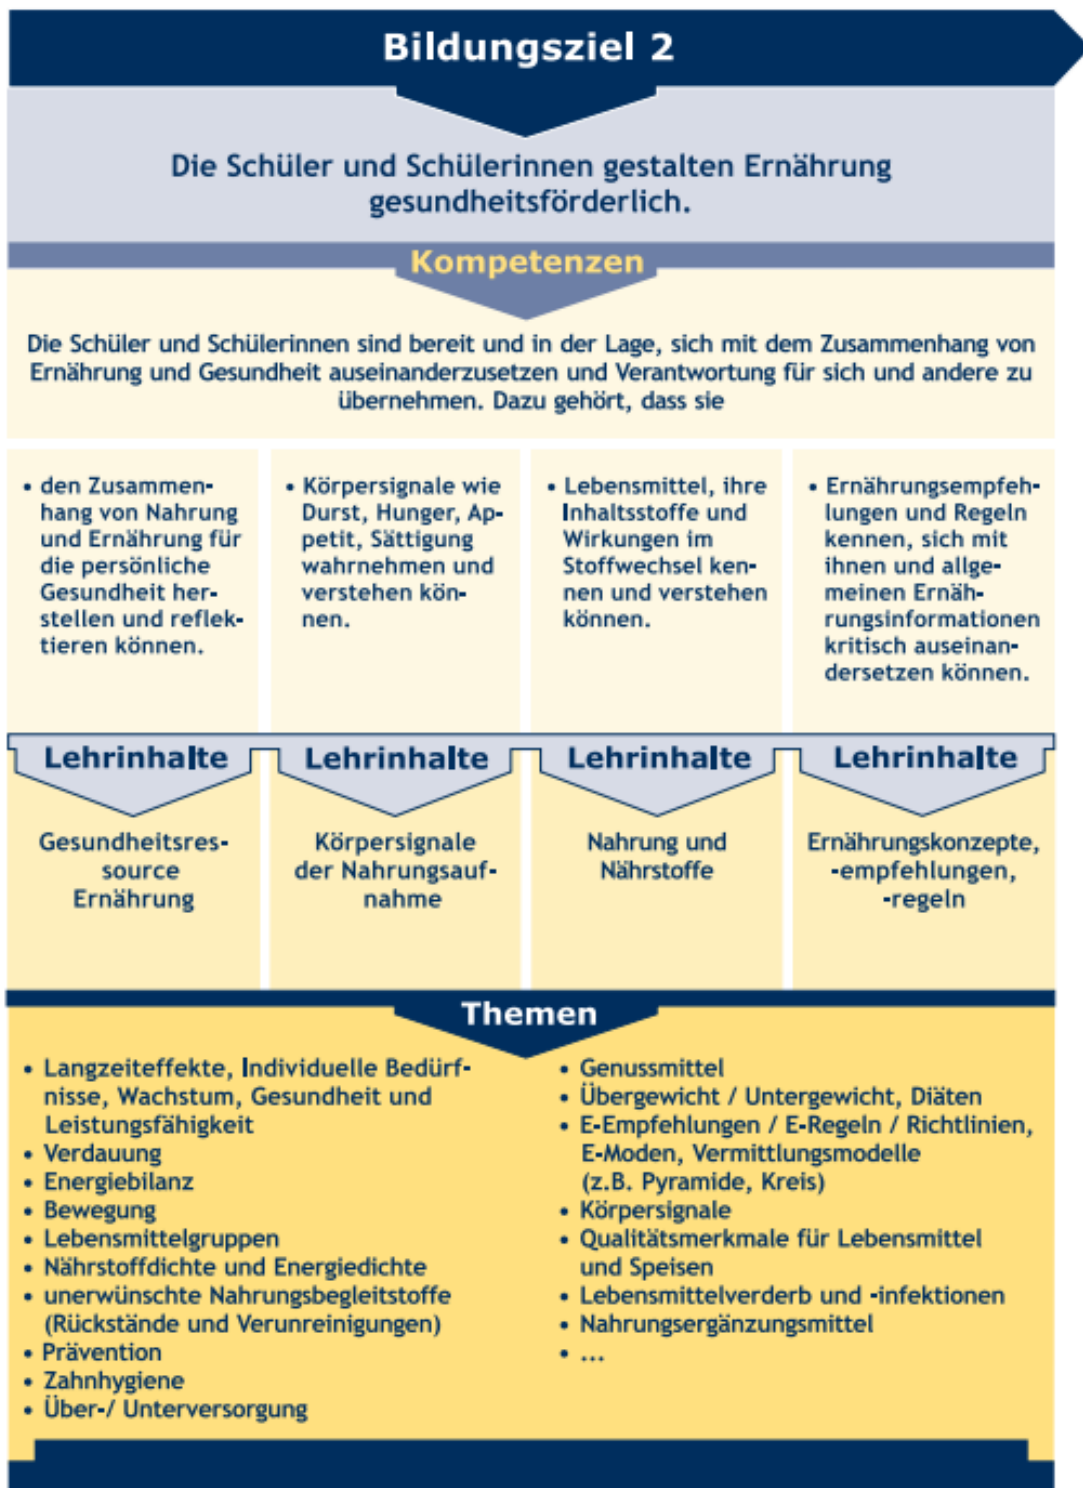 Bildungsziel 2
Die Schüler und Schülerinnen gestalten Ernährung
gesundheitsförderlich.
Kompetenzen
Die Schüler und Schülerinnen sind bereit und in der Lage, sich mit dem Zusammenhang von
Ernährung und Gesundheit auseinanderzusetzen und Verantwortung für sich und andere zu
übernehmen. Dazu gehört, dass sie
• den Zusammen-
hang von Nahrung
und Ernährung für
die persönliche
Gesundheit her-
stellen und reflek-
tieren können.
• Körpersignale wie
Durst, Hunger, Ap-
petit, Sättigung
wahrnehmen und
verstehen kön-
nen.
• Lebensmittel, ihre
Inhaltsstoffe und
Wirkungen im
Stoffwechsel ken-
nen und verstehen
können.
• Ernährungsempfeh-
lungen und Regeln
kennen, sich mit
ihnen und allge-
meinen Ernäh-
rungsinformationen
kritisch auseinan-
dersetzen können.
Lehrinhalte
Gesundheitsres-
source
Ernährung
Lehrinhalte
Körpersignale
der Nahrungsauf-
nahme
Lehrinhalte
Nahrung und
Nährstoffe
Lehrinhalte
Ernährungskonzepte,
-empfehlungen,
-regeln
Themen
• Langzeiteffekte, Individuelle Bedürf-
nisse, Wachstum, Gesundheit und
Leistungsfähigkeit
• Verdauung
• Energiebilanz
• Bewegung
• Lebensmittelgruppen
• Nährstoffdichte und Energiedichte
• unerwünschte Nahrungsbegleitstoffe
(Rückstände und Verunreinigungen)
• Prävention
• Zahnhygiene
• Über-/ Unterversorgung
• Genussmittel
• Übergewicht / Untergewicht, Diäten
• E-Empfehlungen / E-Regeln / Richtlinien,
E-Moden, Vermittlungsmodelle
(z.B. Pyramide, Kreis)
• Körpersignale
• Qualitätsmerkmale für Lebensmittel
und Speisen
• Lebensmittelverderb und -infektionen
• Nahrungsergänzungsmittel
• ...